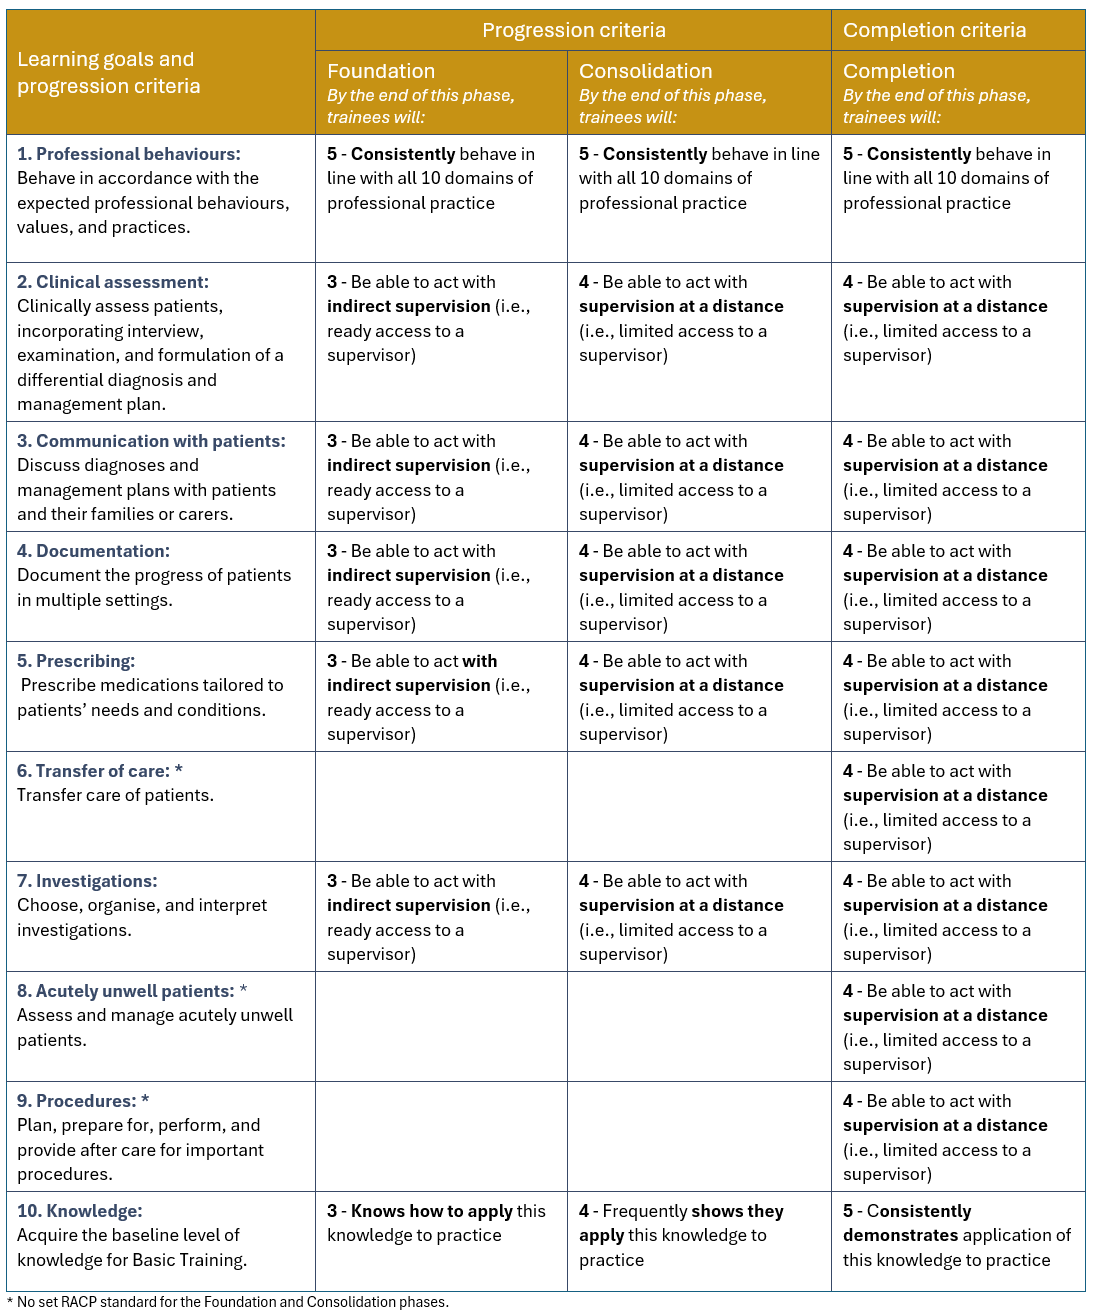 Learning goals and
progression criteria
Progression criteria
Completion criteria
Foundation
By the end of this phase,
trainees will:
Consolidation
By the end of this phase,
trainees will:
Completion
By the end of this phase,
trainees will:
1. Professional behaviours:
Behave in accordance with the
expected professional behaviours,
values, and practices.
5 - Consistently behave in
line with all 10 domains of
professional practice
5 - Consistently behave in line
with all 10 domains of
professional practice
5 - Consistently behave in
line with all 10 domains of
professional practice
2. Clinical assessment:
Clinically assess patients,
incorporating interview,
examination, and formulation of a
differential diagnosis and
management plan.
3 - Be able to act with
indirect supervision (i.e.,
ready access to a
supervisor)
4 - Be able to act with
supervision at a distance
(i.e., limited access to a
supervisor)
4 - Be able to act with
supervision at a distance
(i.e., limited access to a
supervisor)
3. Communication with patients:
Discuss diagnoses and
management plans with patients
and their families or carers.
3 - Be able to act with
indirect supervision (i.e.,
ready access to a
supervisor)
4 - Be able to act with
supervision at a distance
(i.e., limited access to a
supervisor)
4 - Be able to act with
supervision at a distance
(i.e., limited access to a
supervisor)
4. Documentation:
Document the progress of patients
in multiple settings.
3 - Be able to act with
indirect supervision (i.e.,
ready access to a
supervisor)
4 - Be able to act with
supervision at a distance
(i.e., limited access to a
supervisor)
4 - Be able to act with
supervision at a distance
(i.e., limited access to a
supervisor)
5. Prescribing:
Prescribe medications tailored to
patients’ needs and conditions.
3 - Be able to act with
indirect supervision (i.e.,
ready access to a
supervisor)
4 - Be able to act with
supervision at a distance
(i.e., limited access to a
supervisor)
4 - Be able to act with
supervision at a distance
(i.e., limited access to a
supervisor)
6. Transfer of care: *
Transfer care of patients.
4 - Be able to act with
supervision at a distance
(i.e., limited access to a
supervisor)
7. Investigations:
Choose, organise, and interpret
investigations.
3 - Be able to act with
indirect supervision (i.e.,
ready access to a
supervisor)
4 - Be able to act with
supervision at a distance
(i.e., limited access to a
supervisor)
4 - Be able to act with
supervision at a distance
(i.e., limited access to a
supervisor)
8. Acutely unwell patients: *
Assess and manage acutely unwell
patients.
4 - Be able to act with
supervision at a distance
(i.e., limited access to a
supervisor)
9. Procedures: *
Plan, prepare for, perform, and
provide after care for important
procedures.
4 - Be able to act with
supervision at a distance
(i.e., limited access to a
supervisor)
10. Knowledge:
Acquire the baseline level of
knowledge for Basic Training.
3 - Knows how to apply this
knowledge to practice
4 - Frequently shows they
apply this knowledge to
practice
5 - Consistently
demonstrates application of
this knowledge to practice
* No set RACP standard for the Foundation and Consolidation phases.